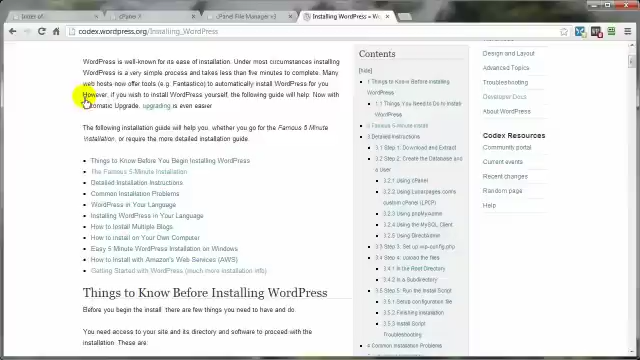 Index of
cPanel X
cPanel File Manager v3
Installing WordPress « W
codex.wordpress.org/Installing_WordPress
WordPress is well-known for its ease of installation. Under most circumstances installing
WordPress is a very simple process and takes less than five minutes to complete. Many
web hosts now offer tools (e.g. Fantastico) to automatically install WordPress for you
However, if you wish to install WordPress yourself, the following guide will help. Now with
Automatic Upgrade, upgrading is even easier
The following installation guide will help you, whether you go for the Famous 5 Minute
Installation, or require the more detailed installation guide.
Things to Know Before You Begin Installing WordPress
The Famous 5-Minute Installation
Detailed Installation Instructions
Common Installation Problems
WordPress in Your Language
Installing WordPress in Your Language
How to Install Multiple Blogs
How to Install on Your Own Computer
Easy 5 Minute WordPress Installation on Windows
How to Install with Amazon's Web Services (AWS)
Getting Started with WordPress (much more installation info)
Things to Know Before Installing WordPress
Before you begin the install there are few things you need to have and do.
You need to access to your site and its directory and software to proceed with the
installation These are:
Contents
[hide]
1 Things to Know Before Installing
WordPress
1.1 Things You Need to Do to Install
WordPress
2 Famous 5-Minute Install
3 Detailed Instructions
3.1 Step 1: Download and Extract
3.2 Step 2: Create the Database and
a User
3.2.1 Using cPanel
3.2.2 Using Lunarpages.com's
custom cPanel (LPCP)
3.2.3 Using phpMyAdmin
3.2.4 Using the MySQL Client
3.2.5 Using DirectAdmin
3.3 Step 3: Set up wp-config.php
3.4 Step 4: Upload the files
3.4.1 In the Root Directory
3.4.2 In a Subdirectory
3.5 Step 5: Run the Install Script
3.5.1 Setup configuration file
3.5.2 Finishing installation
3.5.3 Install Script
Troubleshooting
4 Common Installation Problems
Design and Layout
Advanced Topics
Troubleshooting
Developer Docs
About WordPress
Codex Resources
Community portal
Current events
Recent changes
Random page
Help